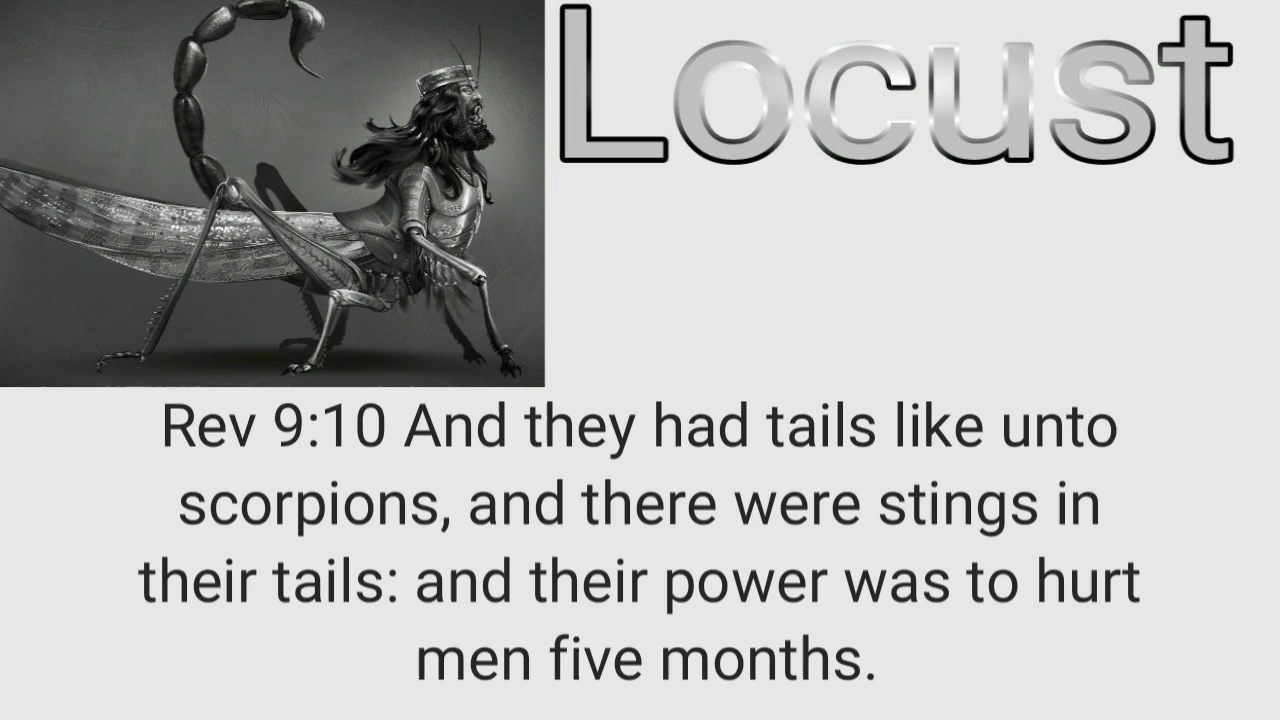 Locust
Rev 9:10 And they had tails like unto
scorpions, and there were stings in
their tails: and their power was to hurt
men five months.